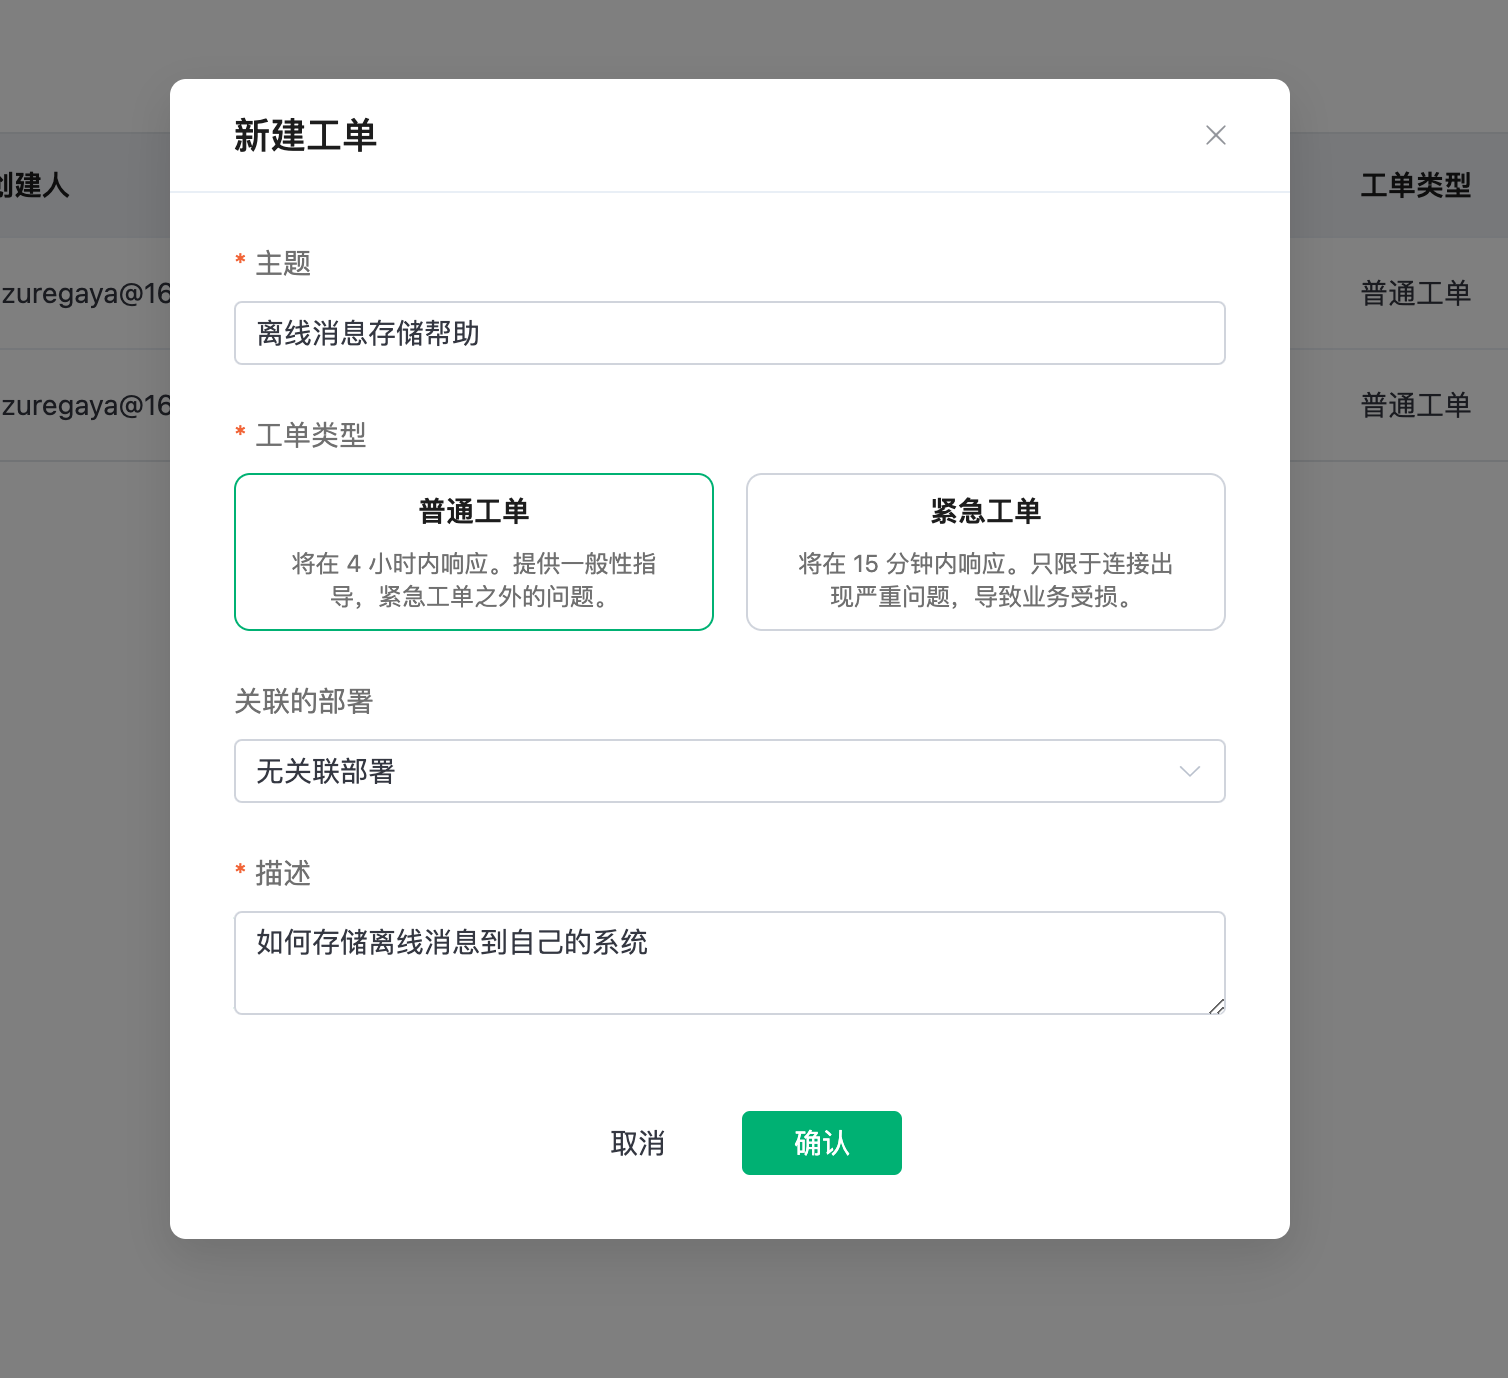 新建工单
创建人
工单类型
* 主题
zuregaya@16
普通工单
离线消息存储帮助
zuregaya@16
普通工单
* 工单类型
普通工单
将在 4 小时内响应。提供一般性指
导，紧急工单之外的问题。
紧急工单
将在 15 分钟内响应。只限于连接出
现严重问题，导致业务受损。
关联的部署
无关联部署
* 描述
如何存储离线消息到自己的系统
取消
确认